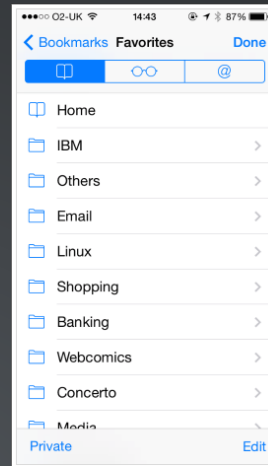 O2-UK 14:43 87%
Bookmarks Favorites Done
@
Home
IBM
Others
Email
Linux
Shopping
Banking
Webcomics
Concerto
Media
Private Edit